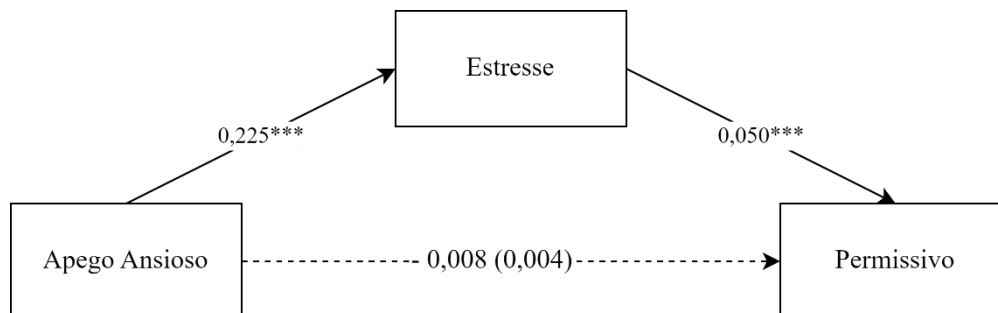 Estresse
0,225***
0,050***
Apego Ansioso
0,008 (0,004)
Permissivo